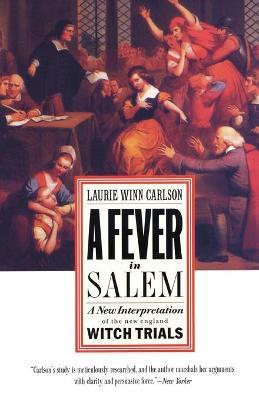 LAURIE WINN CARLSON
A FEVER
in
SALEM
A New Interpretation
of the new england
WITCH TRIALS
"Carlson's study is meticulously researched, and the author marshals her arguments
with clarity and persuasive force."—New Yorker